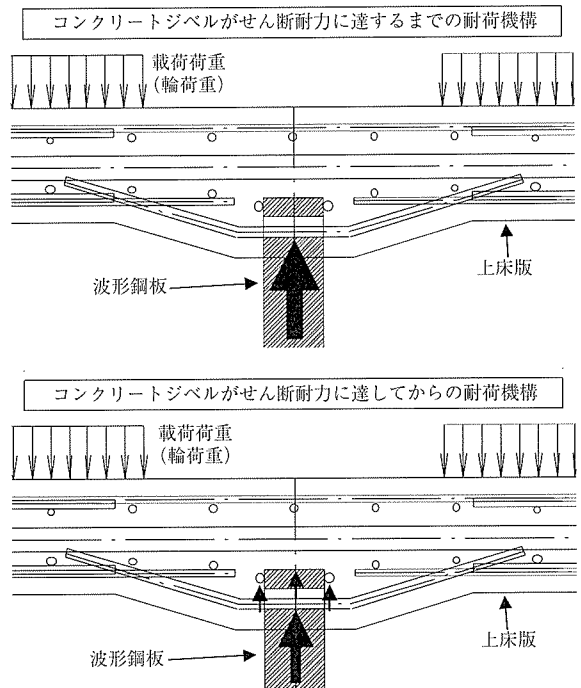 コンクリートジベルがせん断耐力に達するまでの耐荷機構
載荷荷重
(輪荷重)
波形鋼板
上床版
コンクリートジベルがせん断耐力に達してからの耐荷機構
載荷荷重
(輪荷重)
波形鋼板
上床版